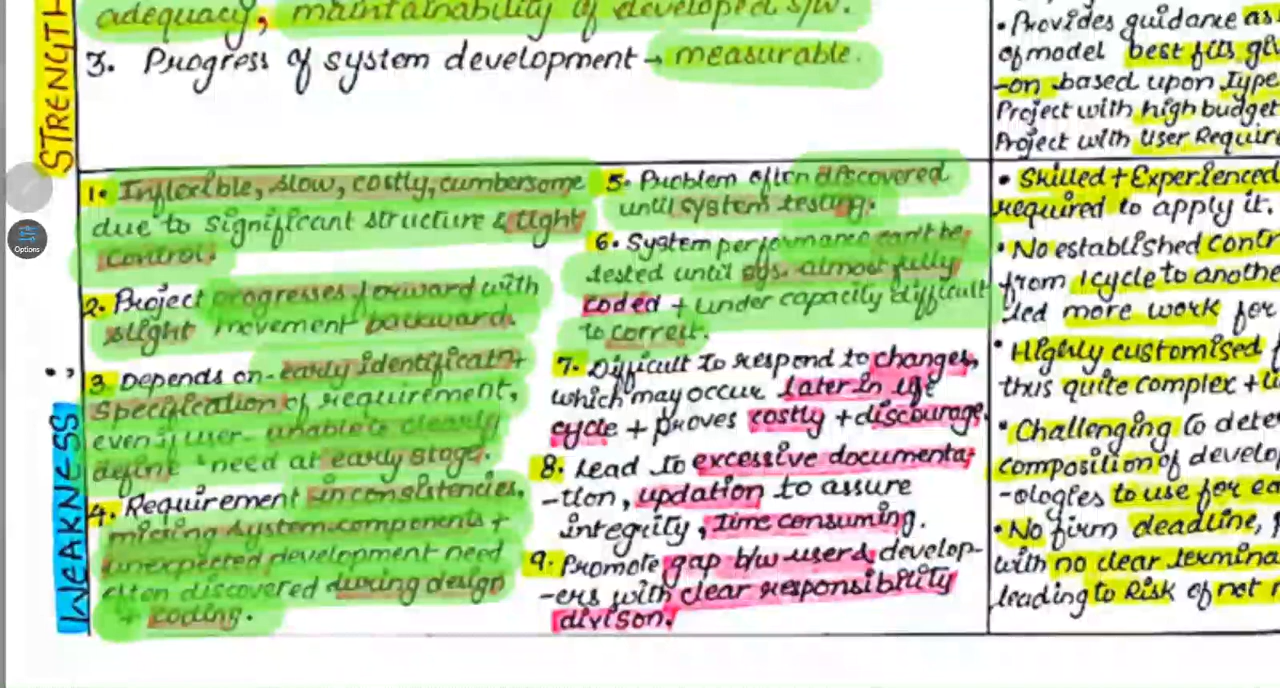 STRENGTH
adequacy, maintainability of developed s/w.
3. Progress of system development → measurable.
• Provides guidance as
of model best fits giv
-on based upon Type
Project with high budget
Project with User Require
WEAKNESS
1. Inflexible, slow, costly, cumbersome
due to significant structure & tight
control.
2. Project progresses forward with
slight movement backward.
3 Depends on - early identificatn +
specification of requirement,
even if user - unable to clearly
define 'need at early stage.
4. Requirement inconsistencies,
missing system components +
unexpected development need
often discovered during design
+ coding.
5. Problem often discovered
until system testing.
6. System performance can't be
tested until sys. almost fully
coded + under capacity difficult
to correct.
7. Difficult to respond to changes,
which may occur later in life
cycle + proves costly + discourage.
8. Lead to excessive documenta-
-tion, updation to assure
integrity, time consuming.
9. Promote gap b/w user & develop-
-ers with clear responsibility
divison.
• Skilled + Experienced
required to apply it.
• No established contr
from 1 cycle to anothe
ded more work for
• Highly customised
thus quite complex +
• Challenging to dete
composition of develop
-ologies to use for ea
• No firm deadline,
with no clear termina
leading to Risk of not
Options